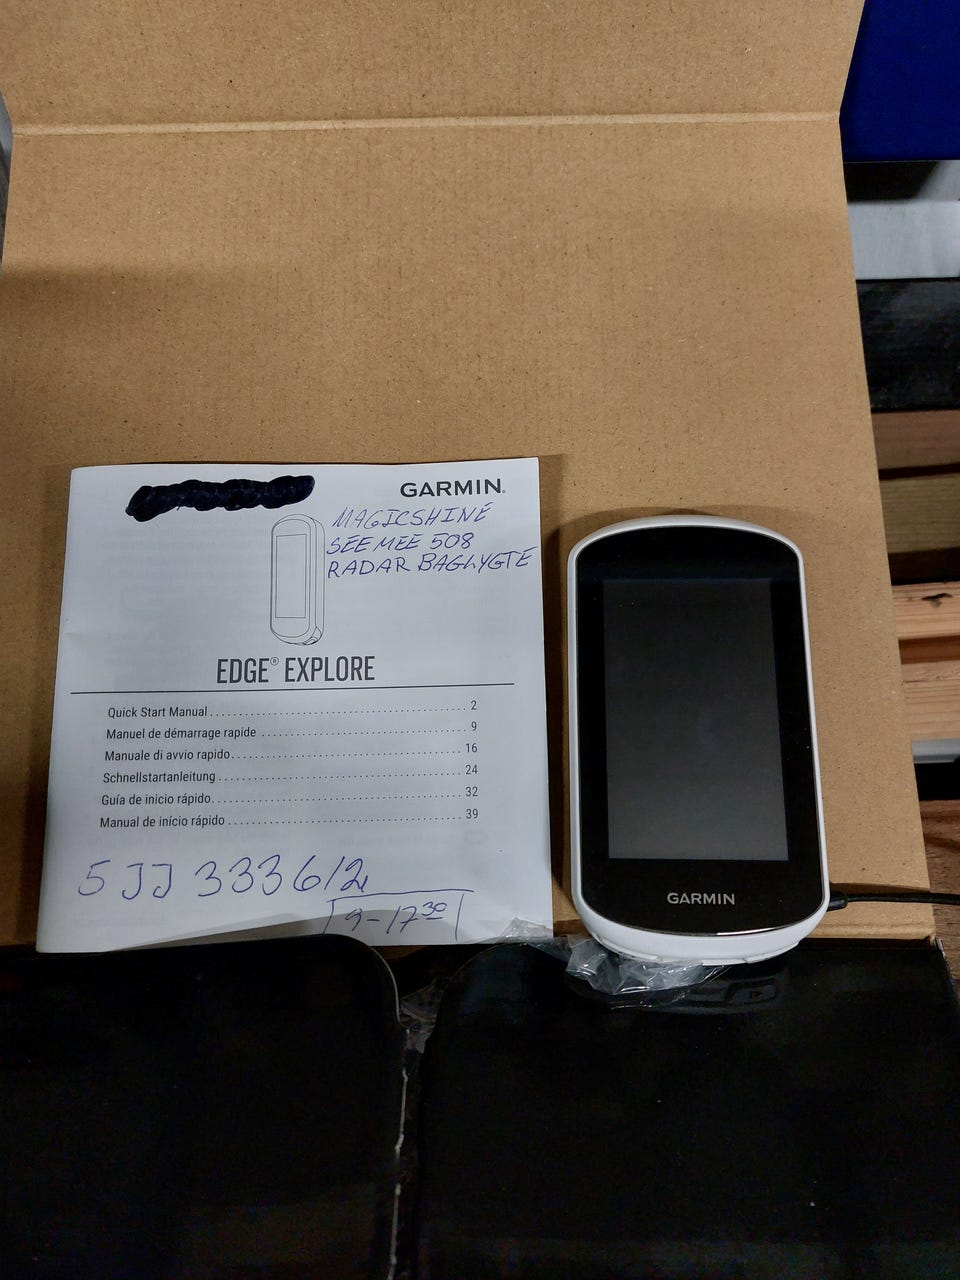 GARMIN.
MAGICSHINE
SEEMEE 508
RADAR BAGLYGTE
EDGE® EXPLORE
Quick Start Manual 2
Manuel de démarrage rapide 9
Manuale di avvio rapido 16
Schnellstartanleitung 24
Guía de inicio rápido 32
Manual de início rápido 39
5JJ 33361/2
9-17³⁰
GARMIN